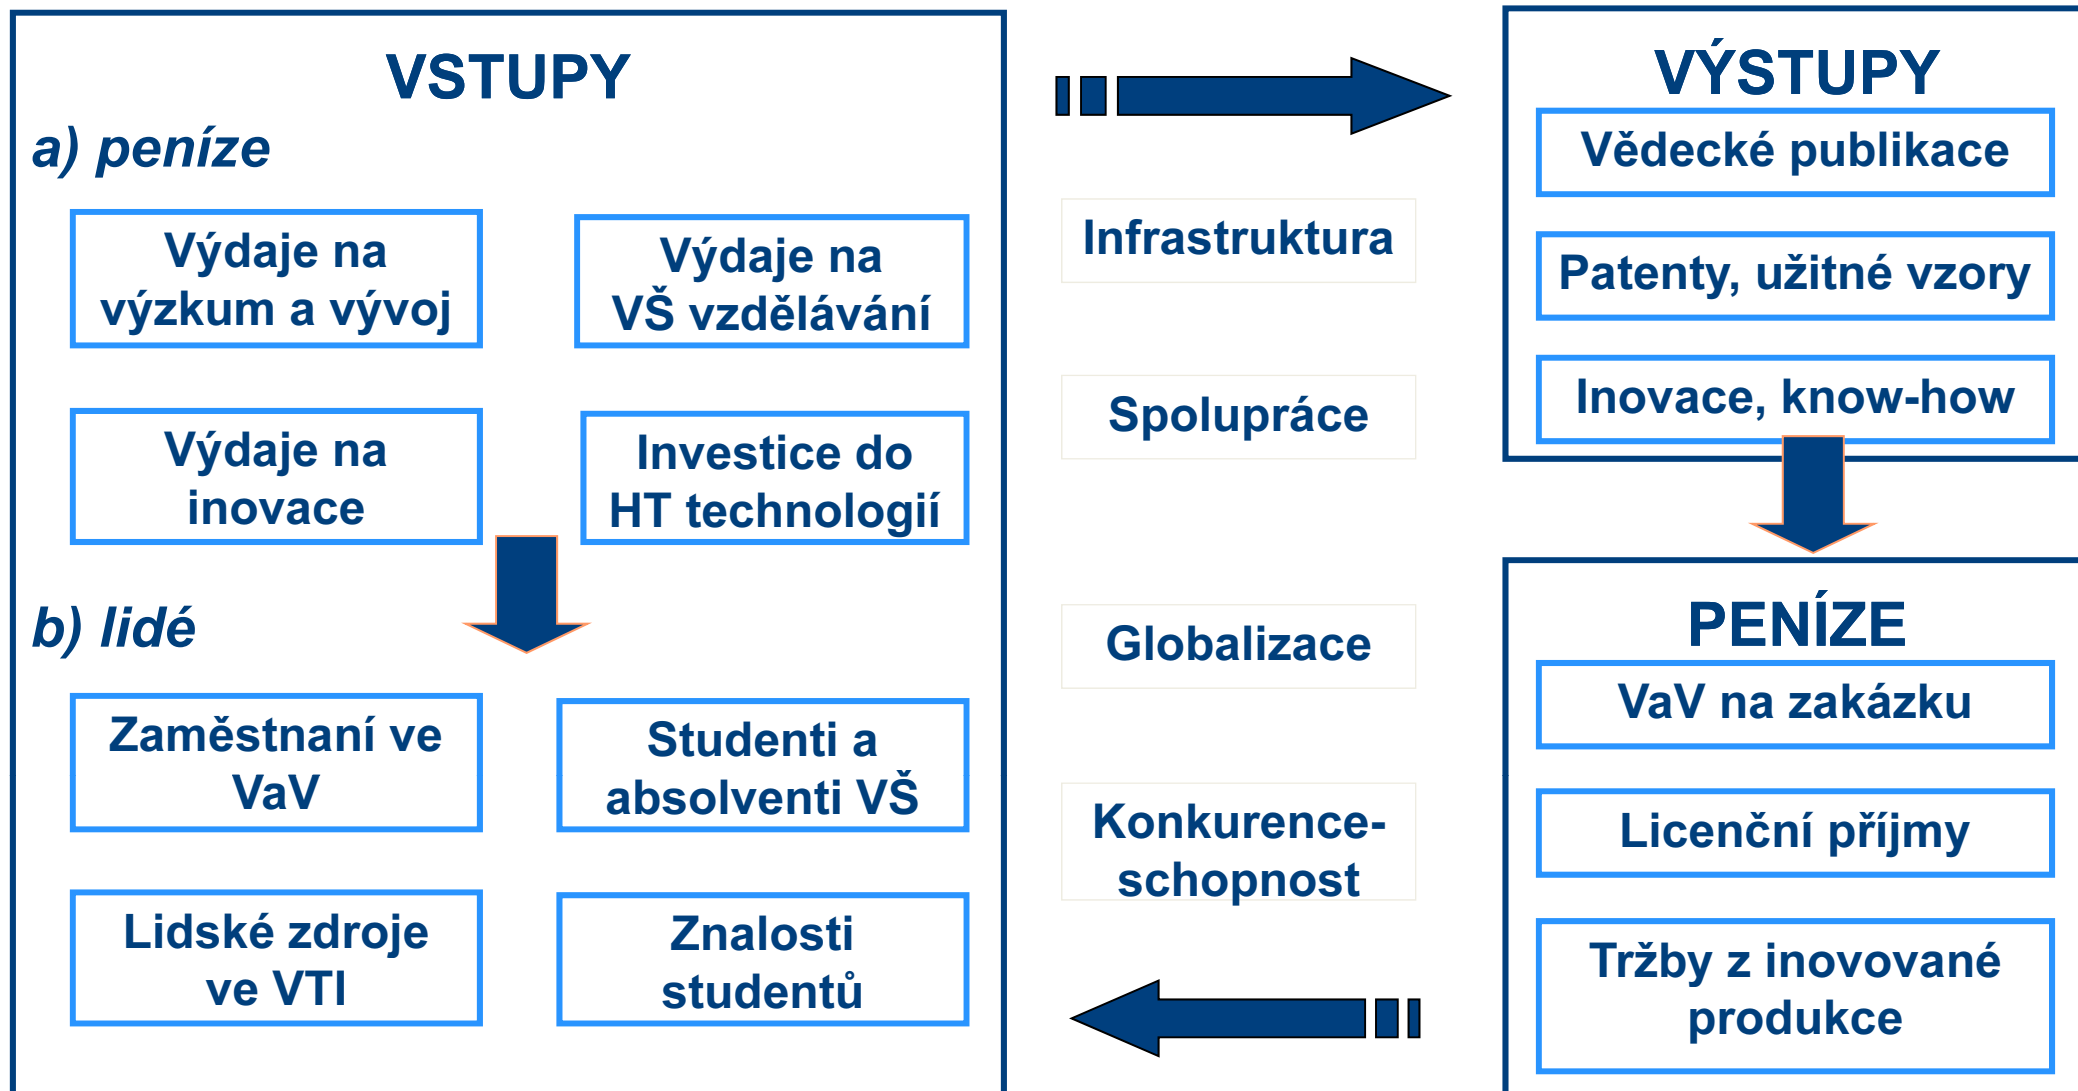 VSTUPY
a) peníze
Výdaje na
výzkum a vývoj
Výdaje na
VŠ vzdělávání
Výdaje na
inovace
Investice do
HT technologií
b) lidé
Zaměstnaní ve
VaV
Studenti a
absolventi VŠ
Lidské zdroje
ve VTI
Znalosti
studentů
Infrastruktura
Spolupráce
Globalizace
Konkurence-
schopnost
VÝSTUPY
Vědecké publikace
Patenty, užitné vzory
Inovace, know-how
PENÍZE
VaV na zakázku
Licenční příjmy
Tržby z inovované
produkce